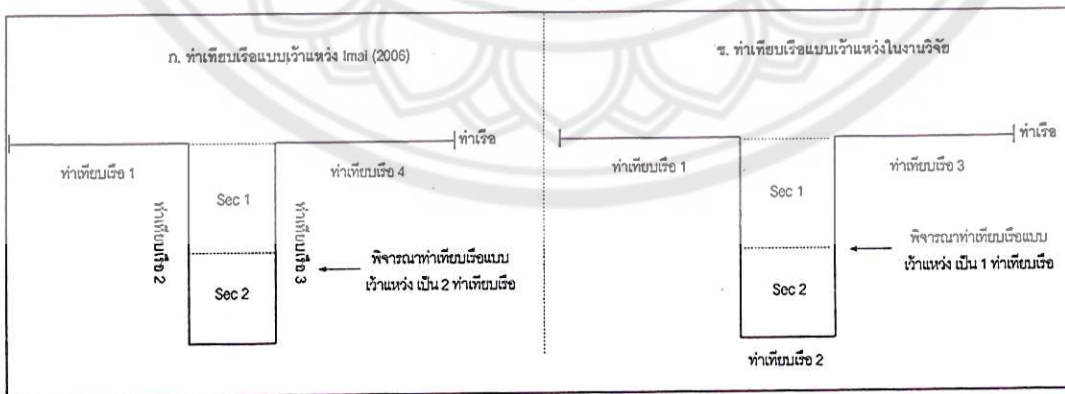 ก. ท่าเทียบเรือแบบเว้าแหว่ง Imai (2006)
ท่าเรือ
ท่าเทียบเรือ 1
Sec 1
ท่าเทียบเรือ 4
ท่าเทียบเรือ 2
ท่าเทียบเรือ 3
พิจารณาท่าเทียบเรือแบบ
เว้าแหว่ง เป็น 2 ท่าเทียบเรือ
Sec 2
ข. ท่าเทียบเรือแบบเว้าแหว่งในงานวิจัย
ท่าเรือ
ท่าเทียบเรือ 1
Sec 1
ท่าเทียบเรือ 3
พิจารณาท่าเทียบเรือแบบ
เว้าแหว่ง เป็น 1 ท่าเทียบเรือ
Sec 2
ท่าเทียบเรือ 2